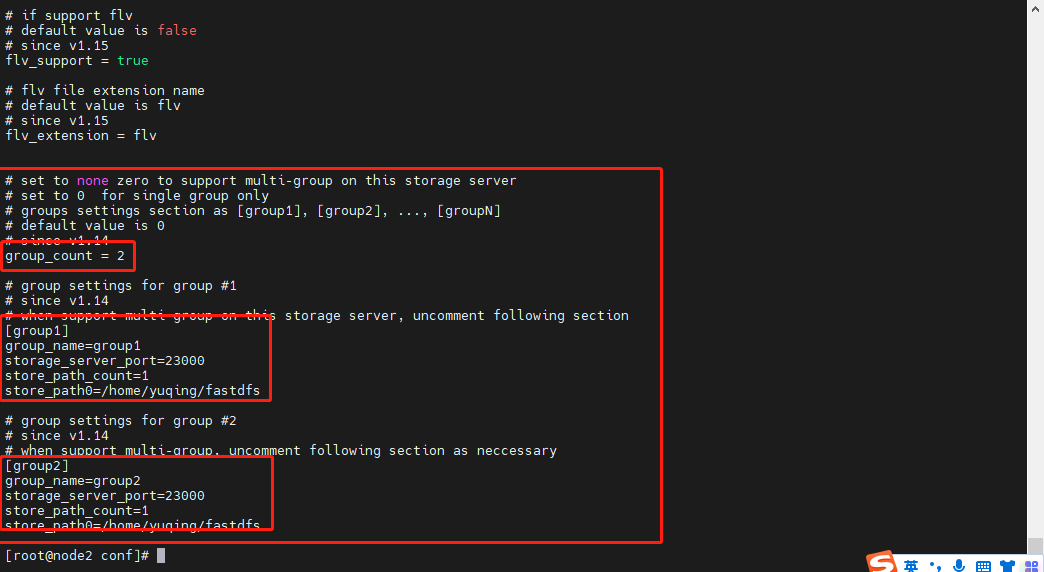 # if support flv
# default value is false
# since v1.15
flv_support = true
# flv file extension name
# default value is flv
# since v1.15
flv_extension = flv
# set to none zero to support multi-group on this storage server
# set to 0  for single group only
# groups settings section as [group1], [group2], ..., [groupN]
# default value is 0
# since v1.14
group_count = 2
# group settings for group #1
# since v1.14
# when support multi-group on this storage server, uncomment following section
[group1]
group_name=group1
storage_server_port=23000
store_path_count=1
store_path0=/home/yuqing/fastdfs
# group settings for group #2
# since v1.14
# when support multi-group, uncomment following section as neccessary
[group2]
group_name=group2
storage_server_port=23000
store_path_count=1
store_path0=/home/yuqing/fastdfs
[root@node2 conf]#
S 英